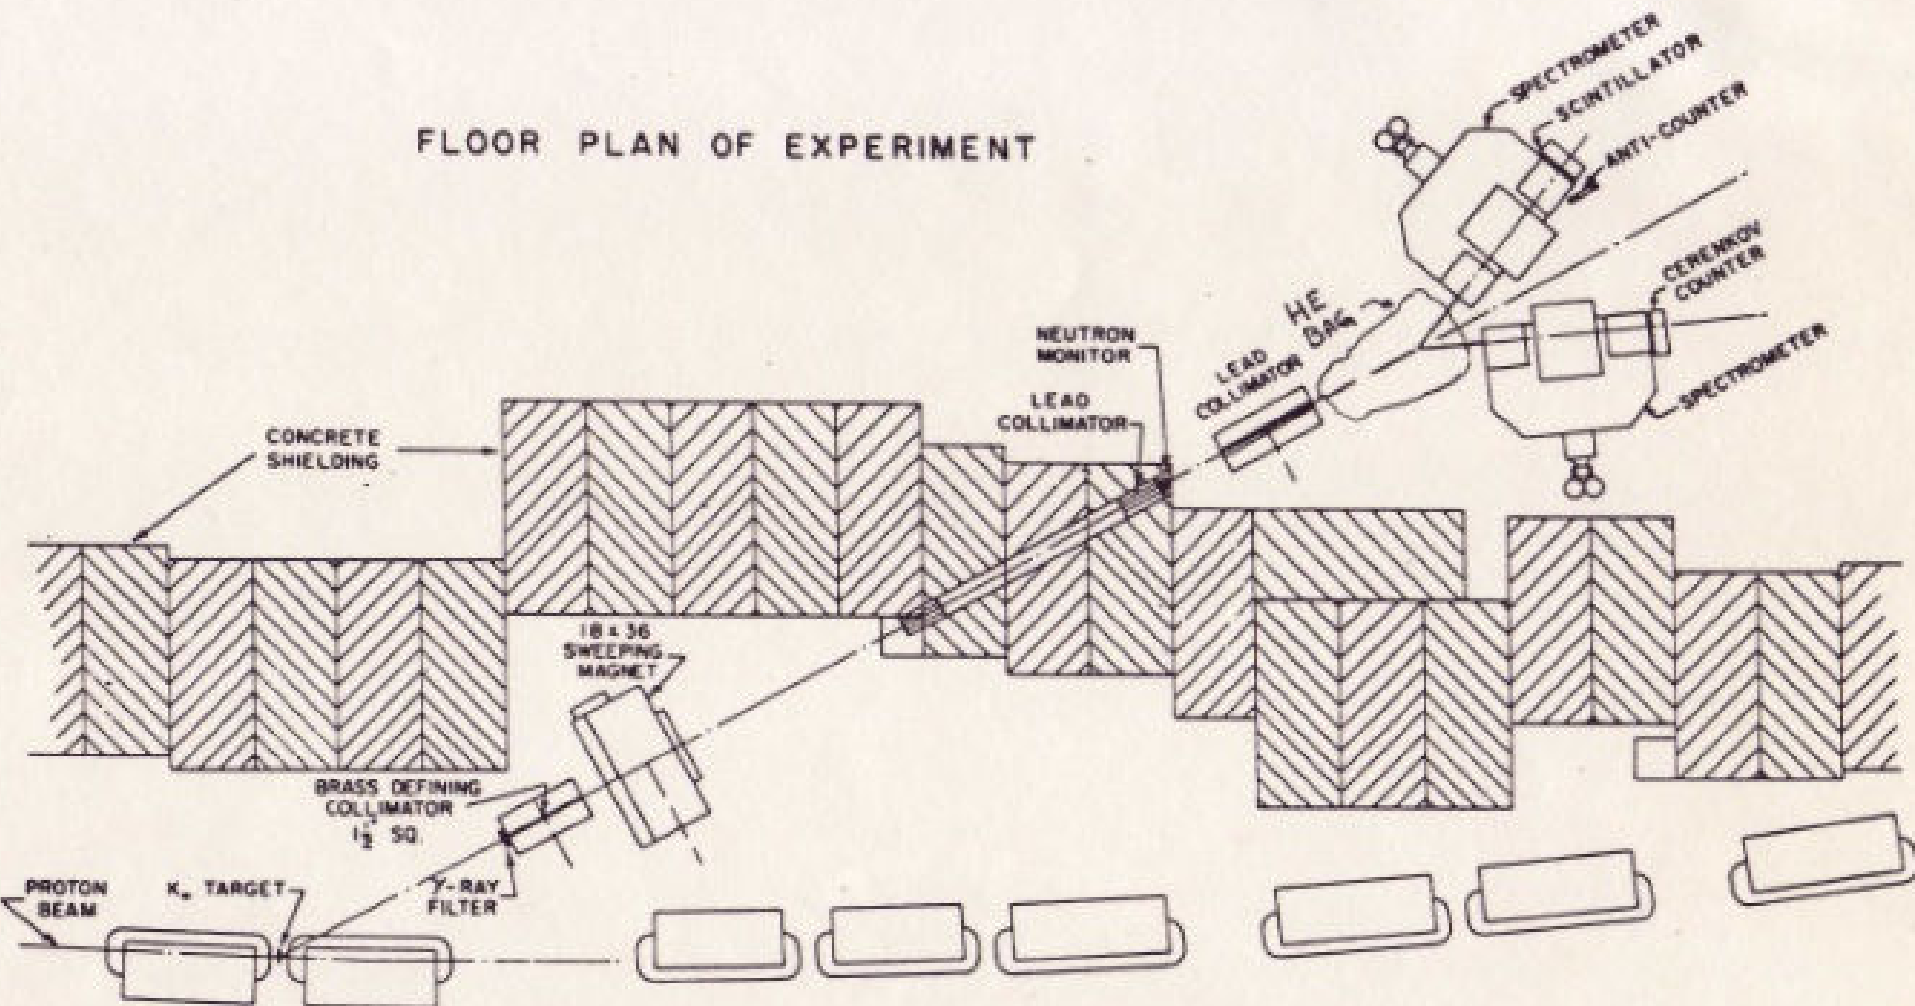 FLOOR PLAN OF EXPERIMENT
SPECTROMETER
SCINTILLATOR
ANTI-COUNTER
CERENKOV
COUNTER
SPECTROMETER
HE
BAG
LEAD
COLLIMATOR
NEUTRON
MONITOR
LEAD
COLLIMATOR
CONCRETE
SHIELDING
18 x 36
SWEEPING
MAGNET
BRASS DEFINING
COLLIMATOR
1½" SQ.
γ-RAY
FILTER
K₀ TARGET
PROTON
BEAM